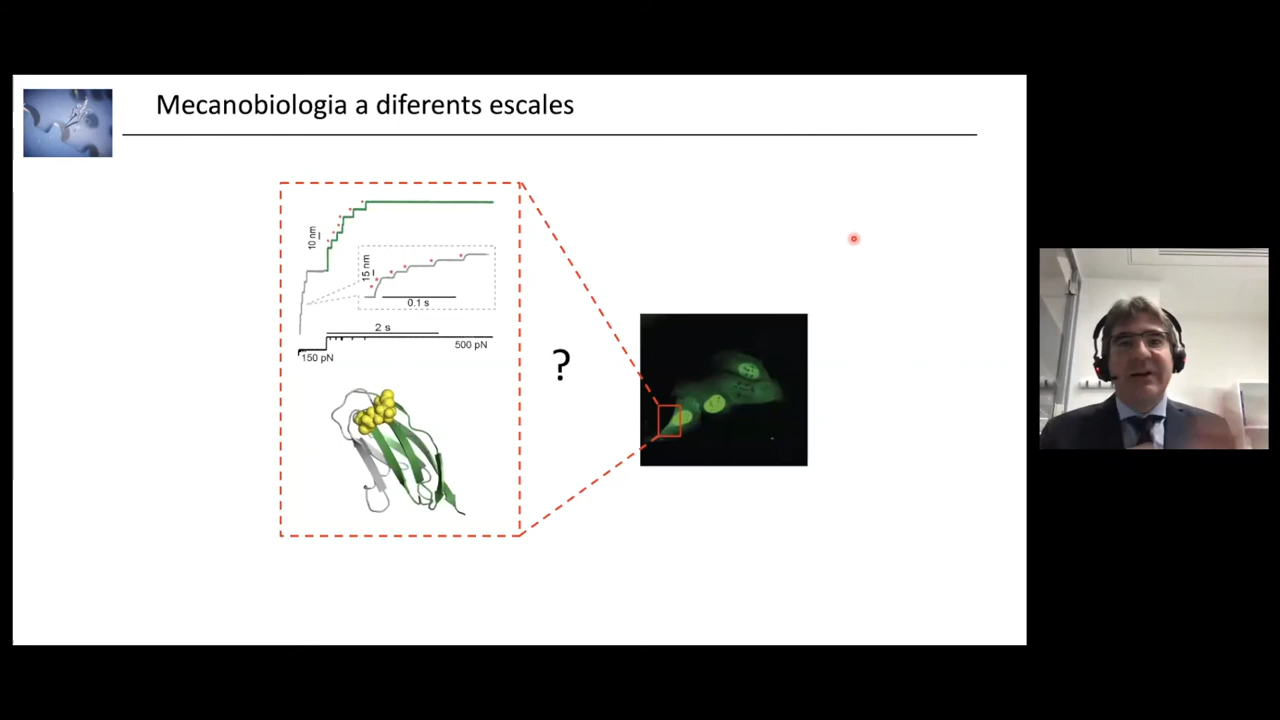 Mecanobiologia a diferents escales
10 nm
15 nm
0.1 s
2 s
500 pN
150 pN
?